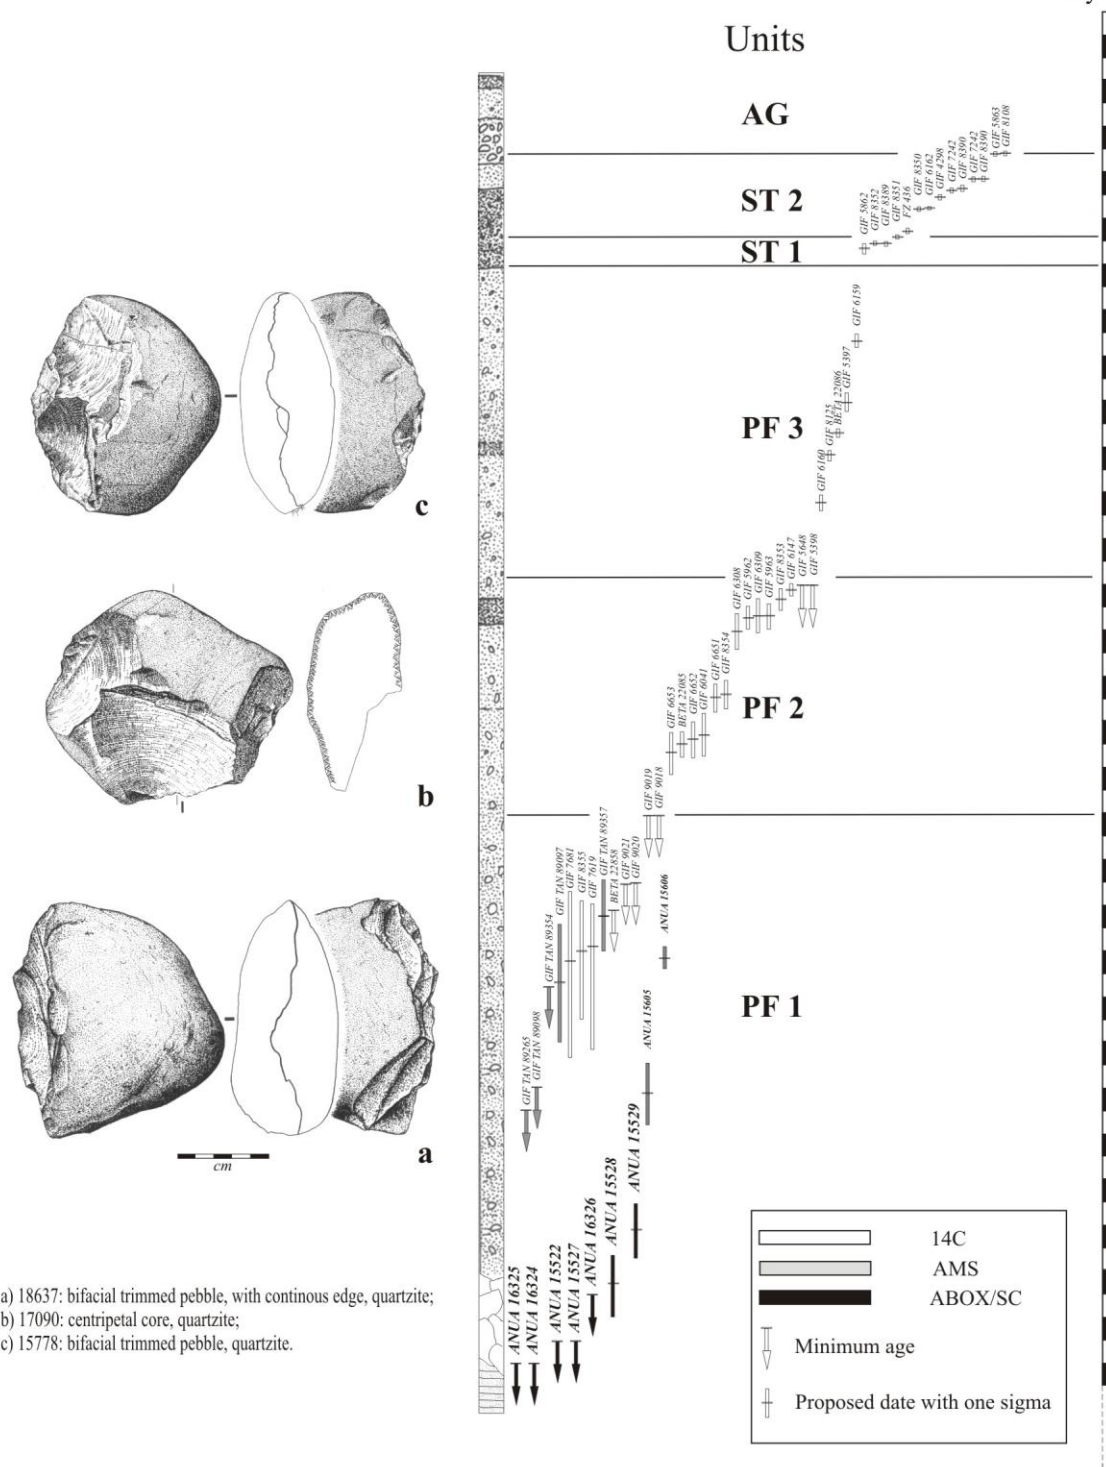 Units
AG
GIF 5863
GIF 8108
ST 2
GIF 5862
GIF 8352
GIF 8389
GIF 8351
FZ 436
GIF 8350
GIF 6162
GIF 4298
GIF 7242
GIF 8390
GIF 7242
GIF 8390
ST 1
GIF 6159
PF 3
GIF 6160
GIF 8125
BETA 22086
GIF 5397
c
GIF 6308
GIF 5962
GIF 6309
GIF 5963
GIF 8353
GIF 6147
GIF 5648
GIF 5398
PF 2
GIF 6653
BETA 22085
GIF 6652
GIF 6041
GIF 6651
GIF 8354
b
GIF 9019
GIF 9018
PF 1
GIF TAN 89265
GIF TAN 89098
GIF TAN 89354
GIF TAN 89097
GIF 7681
GIF 8355
GIF 7619
GIF TAN 89357
BETA 22858
GIF 9021
GIF 9020
ANUA 15606
ANUA 15605
a
cm
ANUA 16325
ANUA 16324
ANUA 15522
ANUA 15527
ANUA 16326
ANUA 15528
ANUA 15529
14C
AMS
ABOX/SC
Minimum age
Proposed date with one sigma
a) 18637: bifacial trimmed pebble, with continous edge, quartzite;
b) 17090: centripetal core, quartzite;
c) 15778: bifacial trimmed pebble, quartzite.